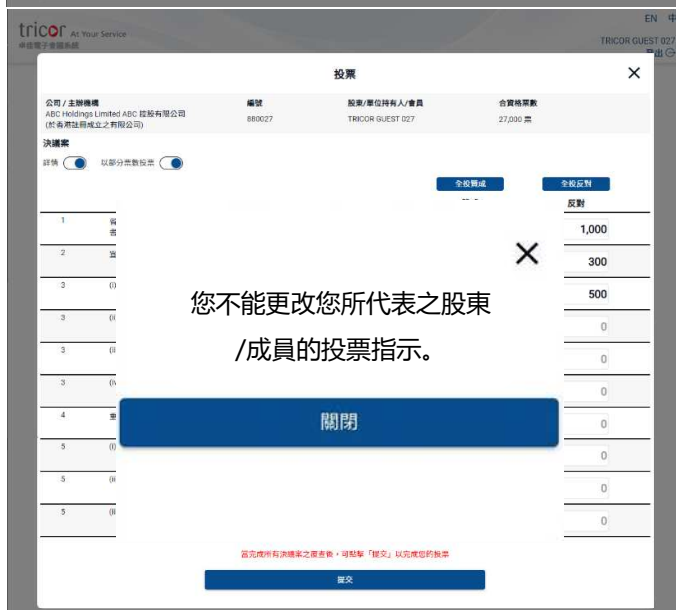 EN 中
tricor At Your Service
卓佳電子會議系統
TRICOR GUEST 027
登出
投票
公司 / 主辦機構 編號 股東/單位持有人/會員 合資格票數
ABC Holdings Limited ABC 控股有限公司 880027 TRICOR GUEST 027 27,000 票
(於香港註冊成立之有限公司)
決議案
詳情 以部分票數投票
全投贊成 全投反對
反對
1 1,000
2 300
3 (i) 500
3 0
3 0
3 0
4 0
5 (i) 0
5 0
5 0
您不能更改您所代表之股東
/成員的投票指示。
關閉
當完成所有決議案之覆查後，可點擊「提交」以完成您的投票
提交